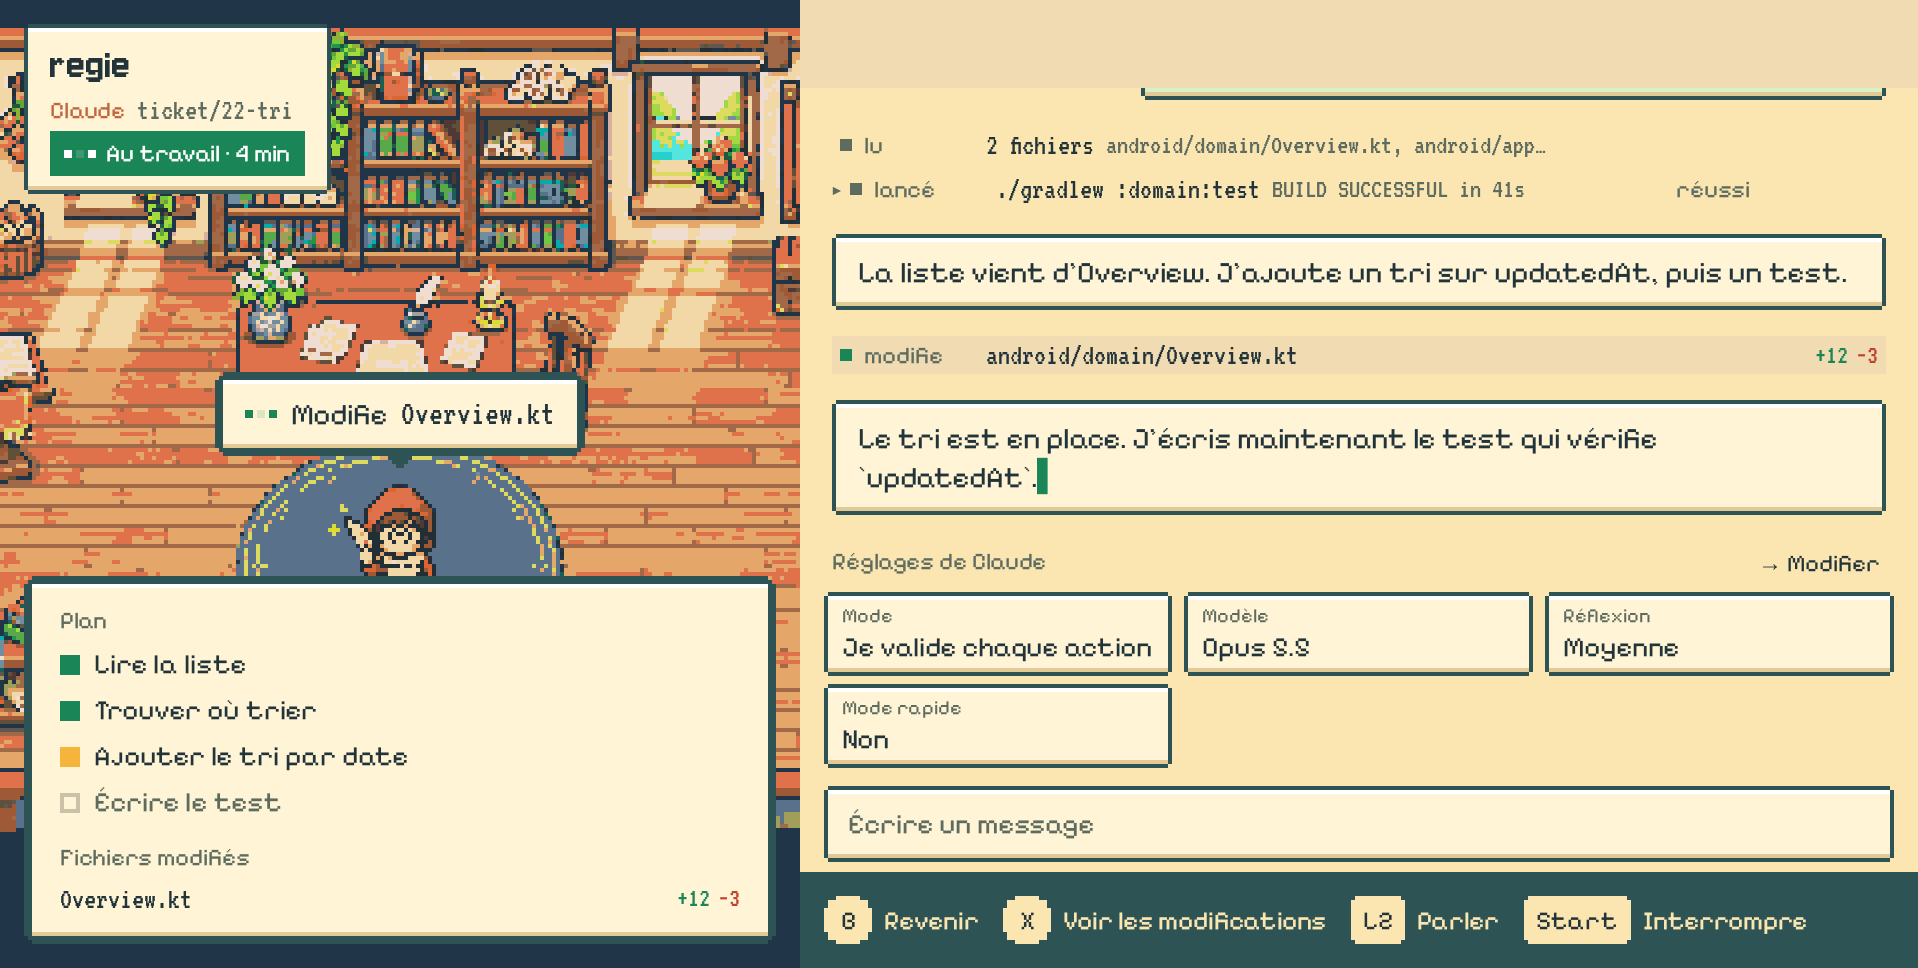 regie
Claude ticket/22-tri
Au travail · 4 min
Modifie Overview.kt
Plan
Lire la liste
Trouver où trier
Ajouter le tri par date
Écrire le test
Fichiers modifiés
Overview.kt +12 -3
lu 2 fichiers android/domain/Overview.kt, android/app…
▸ lancé ./gradlew :domain:test BUILD SUCCESSFUL in 41s réussi
La liste vient d'Overview. J'ajoute un tri sur updatedAt, puis un test.
modifie android/domain/Overview.kt +12 -3
Le tri est en place. J'écris maintenant le test qui vérifie
`updatedAt`.
Réglages de Claude → Modifier
Mode Modèle Réflexion
Je valide chaque action Opus 5.5 Moyenne
Mode rapide
Non
Écrire un message
B Revenir X Voir les modifications L2 Parler Start Interrompre